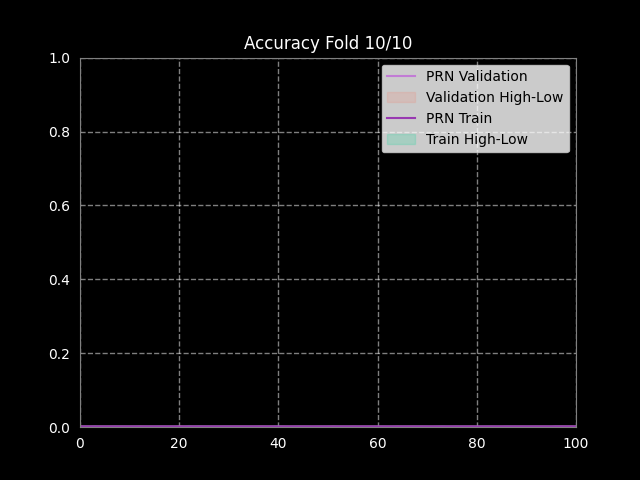 Accuracy Fold 10/10
1.0
0.8
0.6
0.4
0.2
0.0
PRN Validation
Validation High-Low
PRN Train
Train High-Low
0 20 40 60 80 100